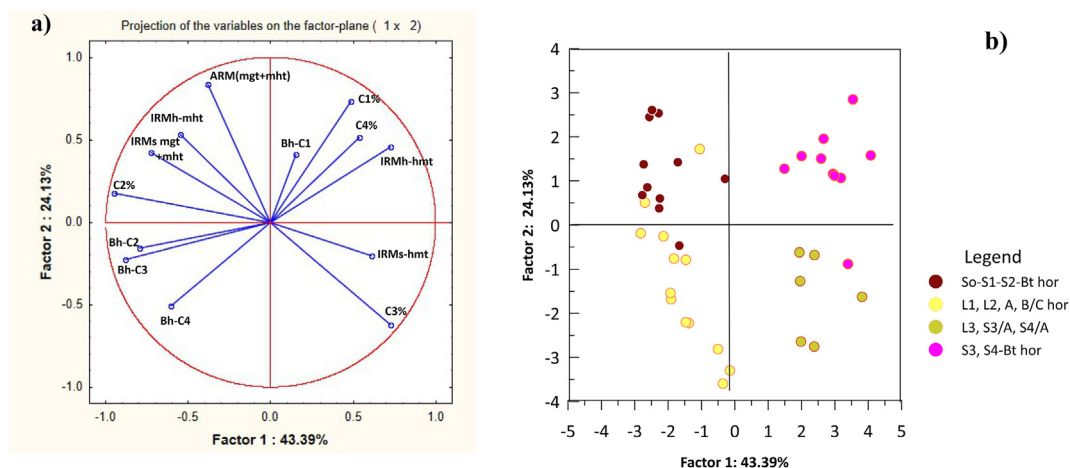 a)
Projection of the variables on the factor-plane ( 1 x 2)
1.0
0.5
0.0
-0.5
-1.0
Factor 2 : 24.13%
ARM(mgt+mht)
C1%
IRMh-mht
C4%
IRMs mgt
+mht
Bh-C1
IRMh-hmt
C2%
Bh-C2
Bh-C3
IRMs-hmt
Bh-C4
C3%
-1.0 -0.5 0.0 0.5 1.0
Factor 1 : 43.39%
b)
4
3
2
1
0
-1
-2
-3
-4
Factor 2: 24.13%
-5 -4 -3 -2 -1 0 1 2 3 4 5
Factor 1: 43.39%
Legend
So-S1-S2-Bt hor
L1, L2, A, B/C hor
L3, S3/A, S4/A
S3, S4-Bt hor